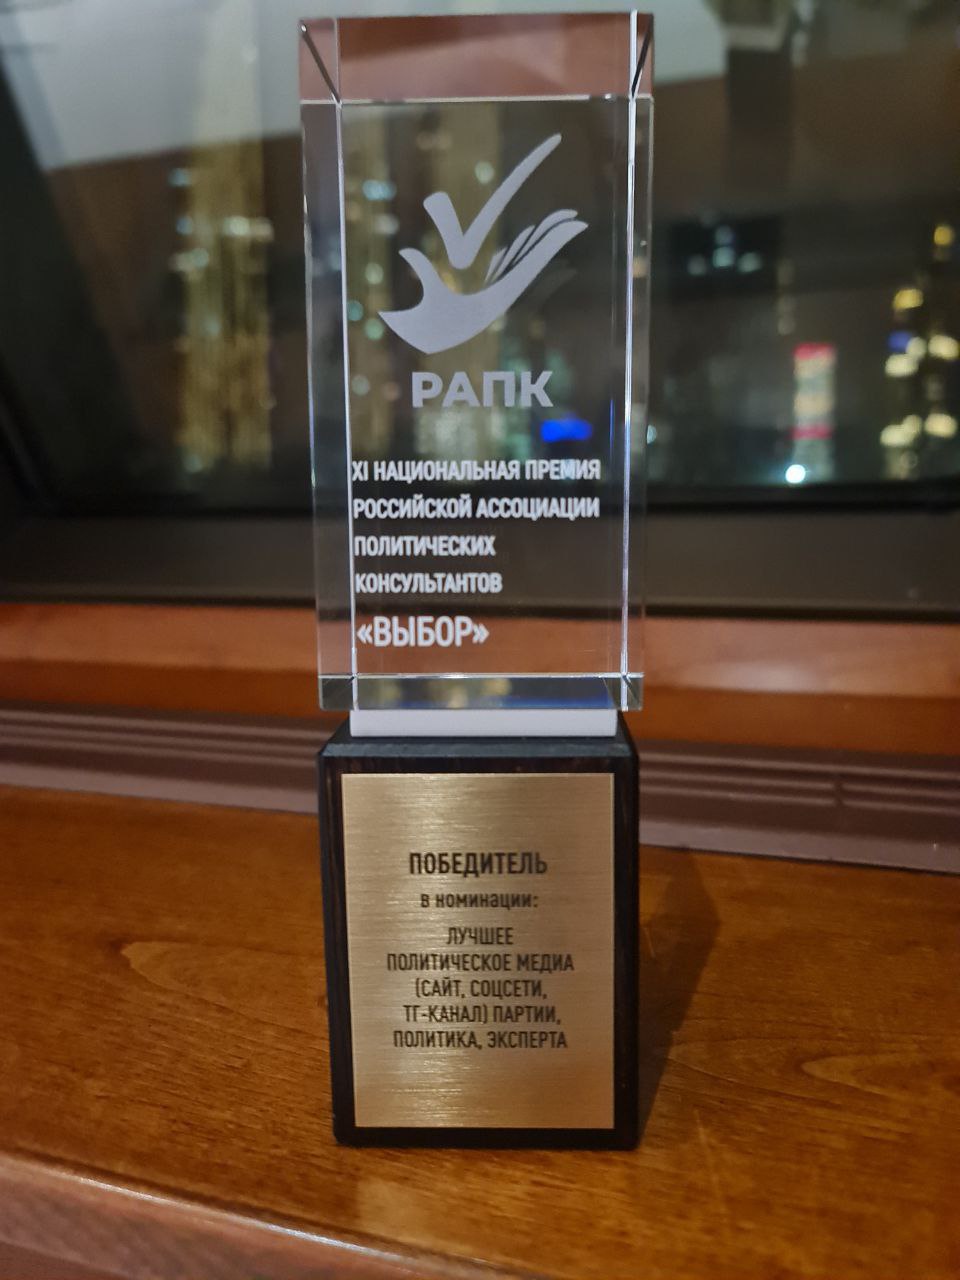 РАПК
XI НАЦИОНАЛЬНАЯ ПРЕМИЯ
РОССИЙСКОЙ АССОЦИАЦИИ
ПОЛИТИЧЕСКИХ
КОНСУЛЬТАНТОВ
«ВЫБОР»
ПОБЕДИТЕЛЬ
в номинации:
ЛУЧШЕЕ
ПОЛИТИЧЕСКОЕ МЕДИА
(САЙТ, СОЦСЕТИ,
ТГ-КАНАЛ) ПАРТИИ,
ПОЛИТИКА, ЭКСПЕРТА